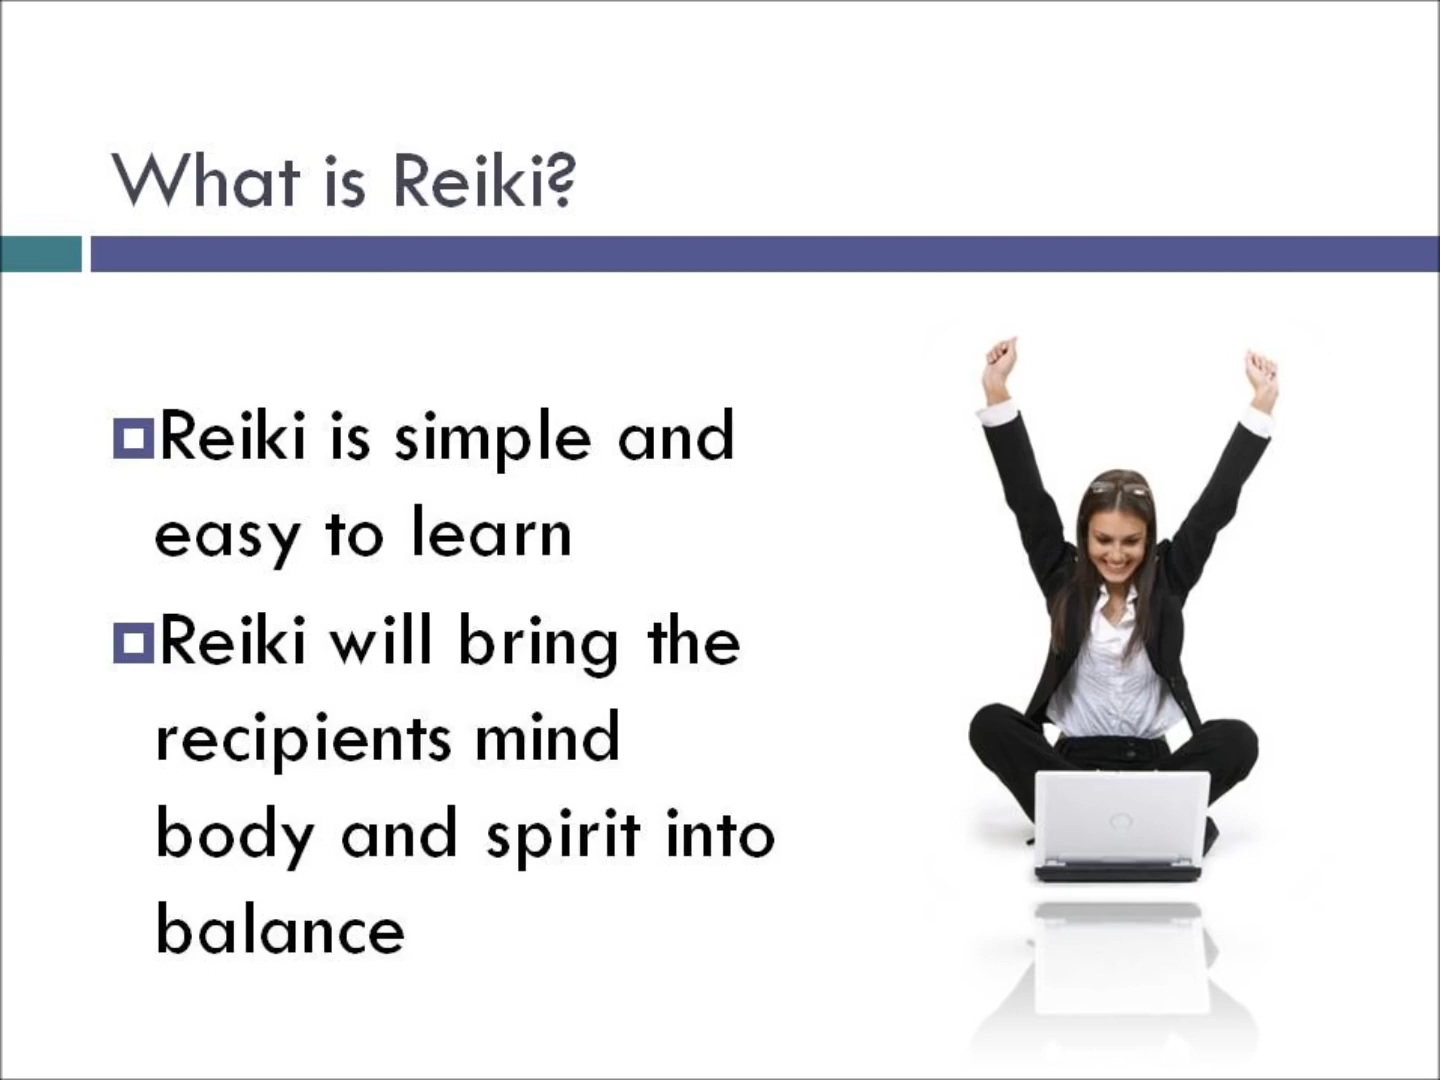 What is Reiki?
Reiki is simple and
easy to learn
Reiki will bring the
recipients mind
body and spirit into
balance